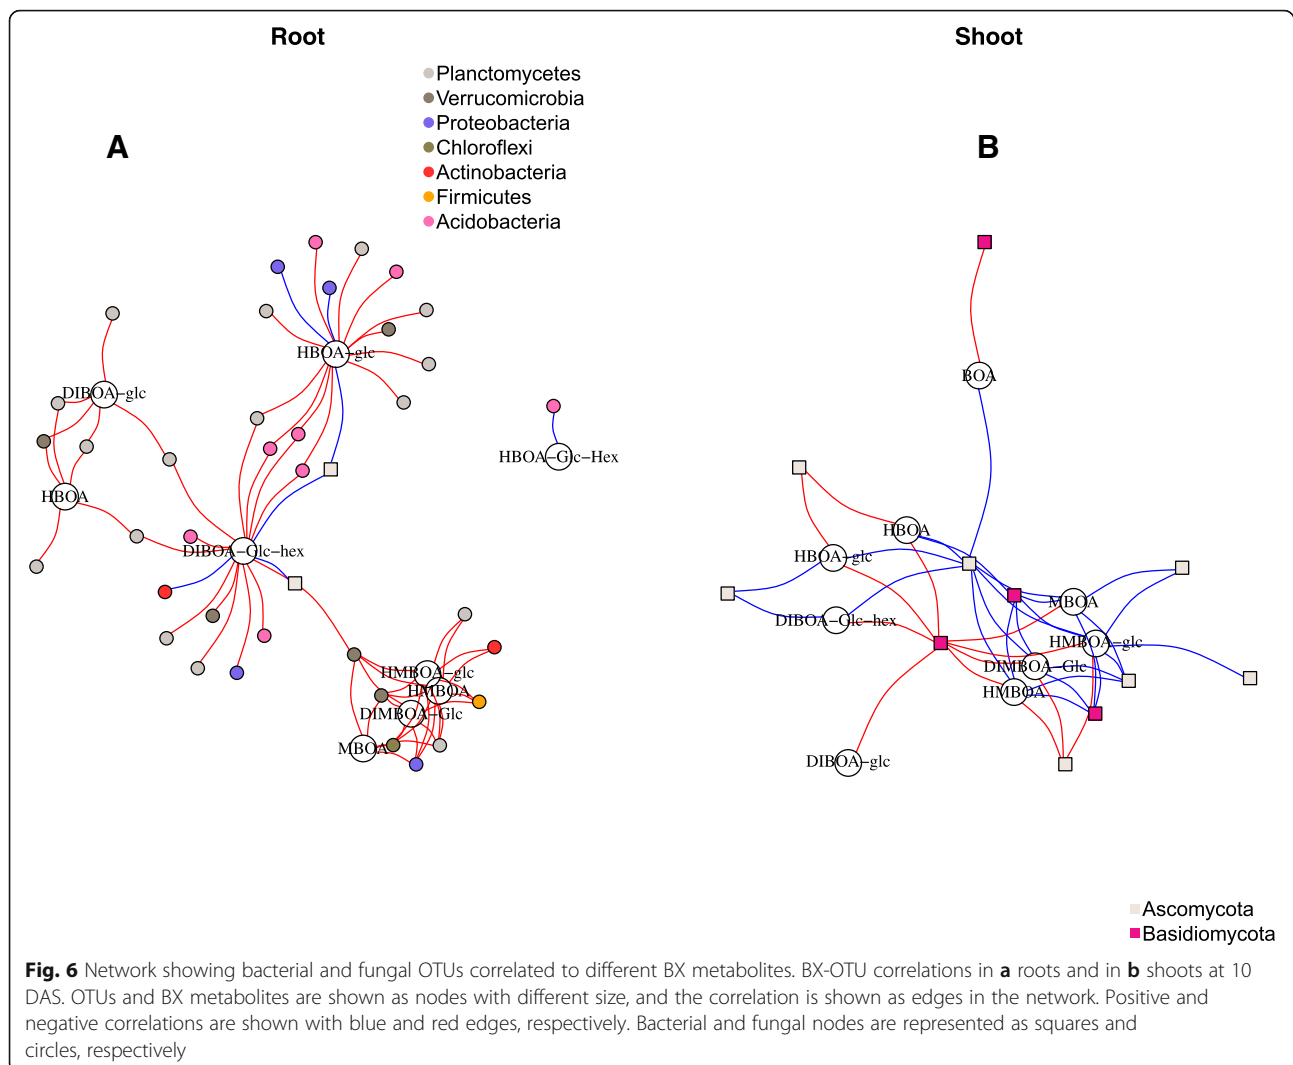 Root
Shoot
Planctomycetes
Verrucomicrobia
Proteobacteria
Chloroflexi
Actinobacteria
Firmicutes
Acidobacteria
A
B
HBOA-glc
DIBOA-glc
HBOA-Glc-Hex
HBOA
DIBOA-Glc-hex
HMBOA-glc
HMBOA
DIMBOA-Glc
MBOA
BOA
HBOA
HBOA-glc
MBOA
DIBOA-Glc-hex
HMBOA-glc
DIMBOA-Glc
HMBOA
DIBOA-glc
Ascomycota
Basidiomycota
Fig. 6 Network showing bacterial and fungal OTUs correlated to different BX metabolites. BX-OTU correlations in a roots and in b shoots at 10
DAS. OTUs and BX metabolites are shown as nodes with different size, and the correlation is shown as edges in the network. Positive and
negative correlations are shown with blue and red edges, respectively. Bacterial and fungal nodes are represented as squares and
circles, respectively